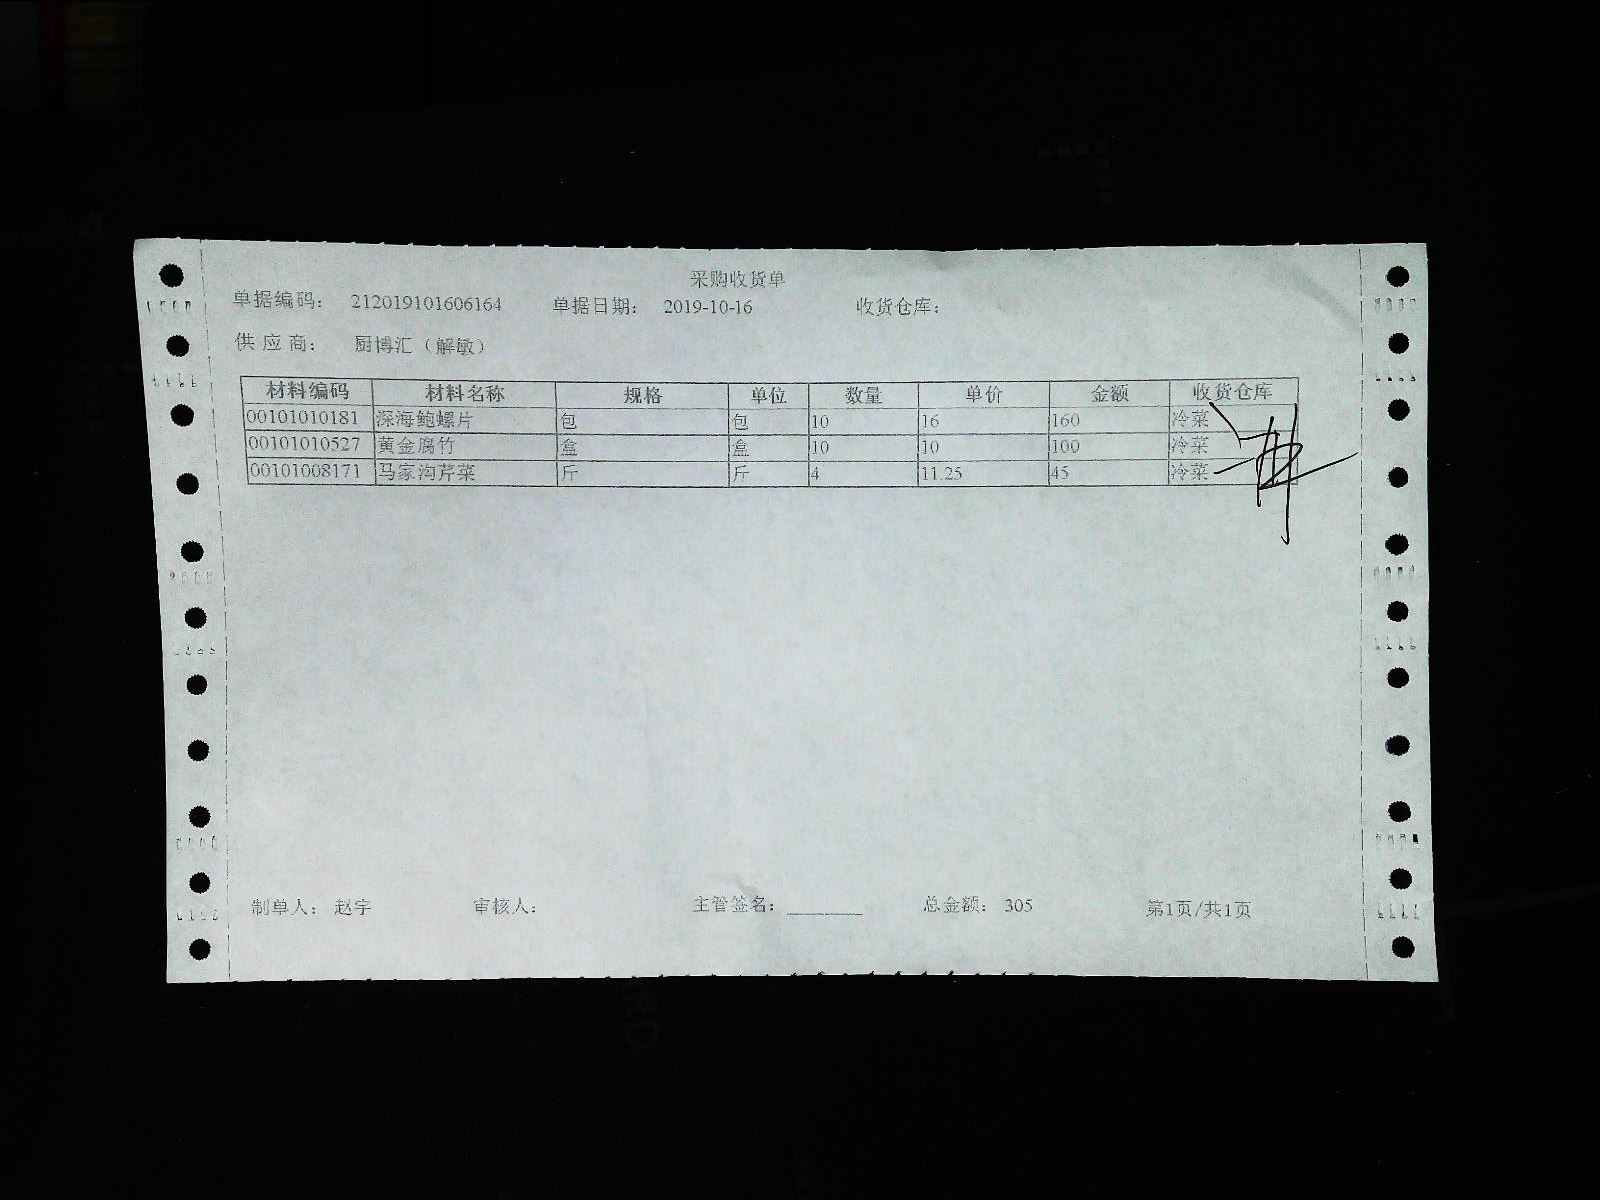 采购收货单
单据编码： 212019101606164 单据日期： 2019-10-16 收货仓库：
供 应 商： 厨博汇（解敏）
材料编码 材料名称 规格 单位 数量 单价 金额 收货仓库
00101010181 深海鲍螺片 包 包 10 16 160 冷菜
00101010527 黄金腐竹 盒 盒 10 10 100 冷菜
00101008171 马家沟芹菜 斤 斤 4 11.25 45 冷菜
制单人： 赵宇 审核人： 主管签名： 总金额： 305 第1页/共1页